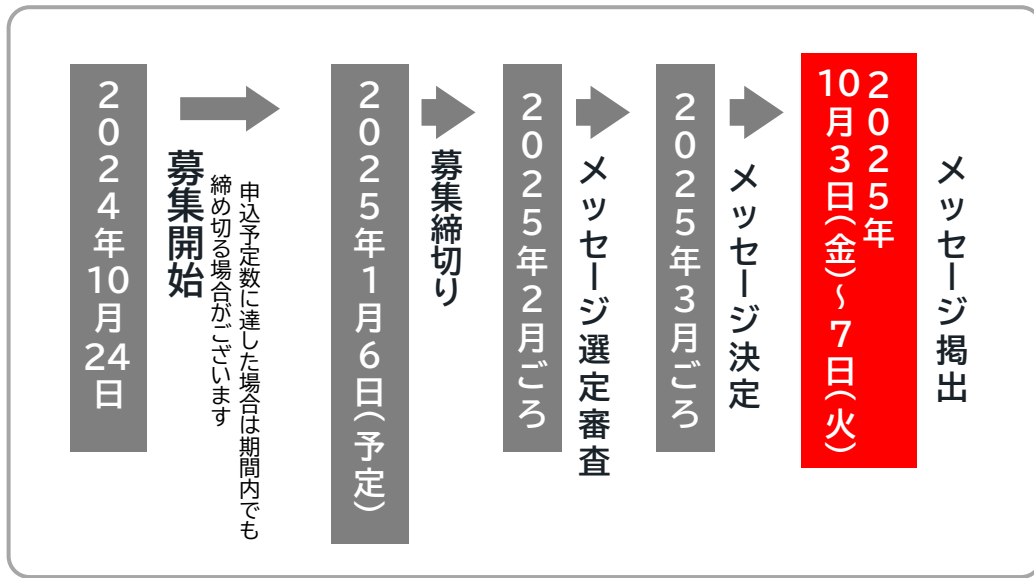 2024年10月24日
募集開始
申込予定数に達した場合は期間内でも
締め切る場合がございます
2025年1月6日(予定)
募集締切り
2025年2月ごろ
メッセージ選定審査
2025年3月ごろ
メッセージ決定
2025年
10月3日(金)~7日(火)
メッセージ掲出